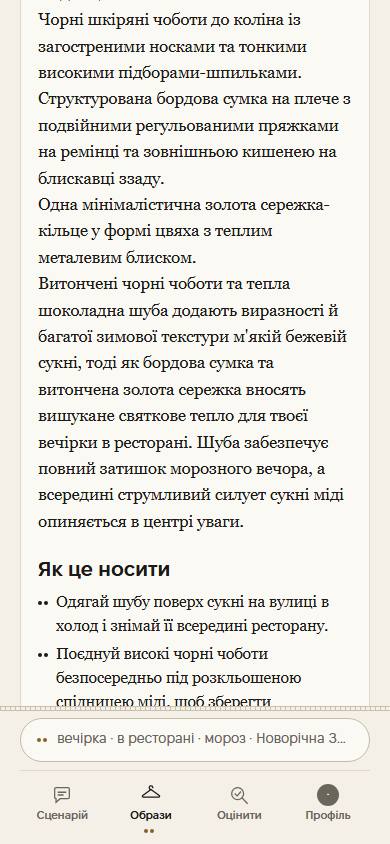 Чорні шкіряні чоботи до коліна із
загостреними носками та тонкими
високими підборами-шпильками.
Структурована бордова сумка на плече з
подвійними регульованими пряжками
на ремінці та зовнішньою кишенею на
блискавці ззаду.
Одна мінімалістична золота сережка-
кільце у формі цвяха з теплим
металевим блиском.
Витончені чорні чоботи та тепла
шоколадна шуба додають виразності й
багатої зимової текстури м'якій бежевій
сукні, тоді як бордова сумка та
витончена золота сережка вносять
вишукане святкове тепло для твоєї
вечірки в ресторані. Шуба забезпечує
повний затишок морозного вечора, а
всередині струмливий силует сукні міді
опиняється в центрі уваги.
Як це носити
Одягай шубу поверх сукні на вулиці в
холод і знімай її всередині ресторану.
Поєднуй високі чорні чоботи
безпосередньо під розкльошеною
спідницею міді, щоб зберегти
вечірка · в ресторані · мороз · Новорічна З...
Сценарій
Образи
Оцінити
Профіль